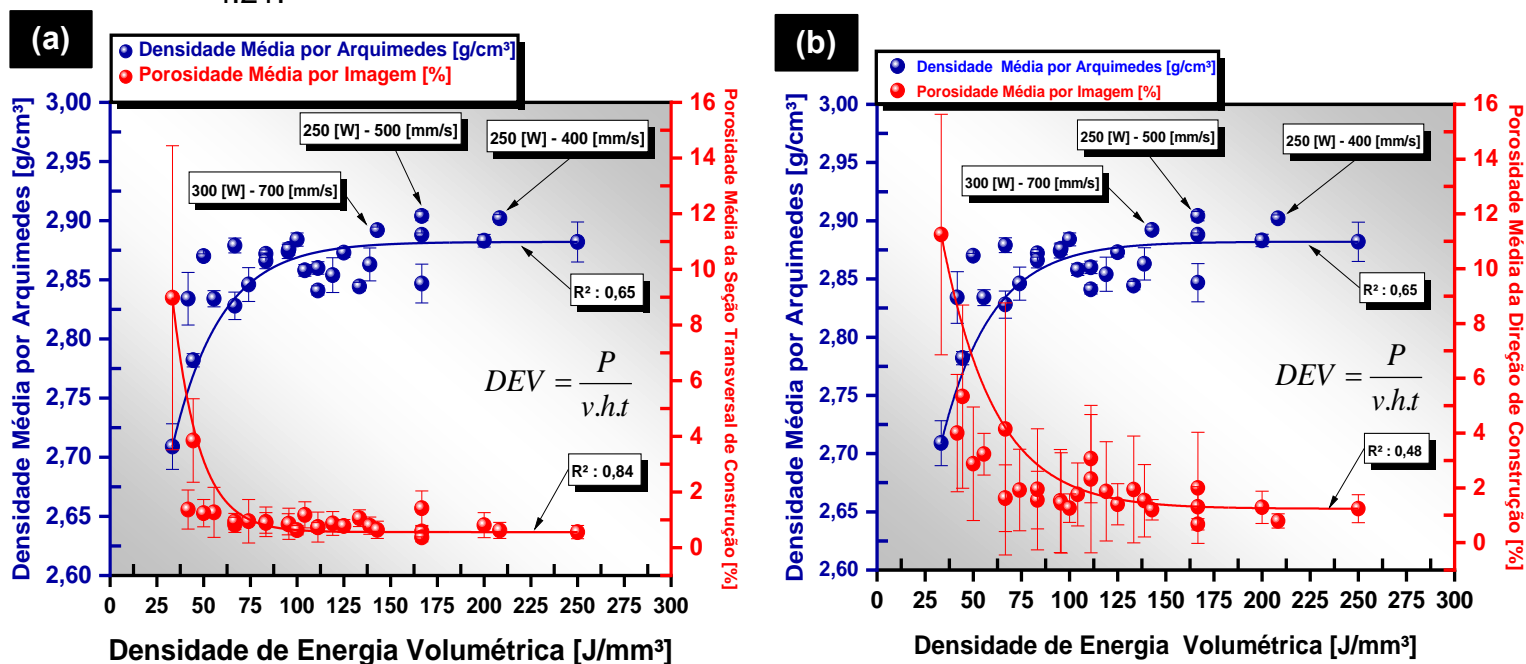 (a)
Densidade Média por Arquimedes [g/cm³]
Porosidade Média por Imagem [%]
Densidade Média por Arquimedes [g/cm³]
3,00
2,95
2,90
2,85
2,80
2,75
2,70
2,65
2,60
250 [W] - 500 [mm/s]
250 [W] - 400 [mm/s]
300 [W] - 700 [mm/s]
R² : 0,65
DEV = P / v.h.t
R² : 0,84
16
14
12
10
8
6
4
2
0
Porosidade Média da Seção Transversal de Construção [%]
0 25 50 75 100 125 150 175 200 225 250 275 300
Densidade de Energia Volumétrica [J/mm³]
(b)
Densidade Média por Arquimedes [g/cm³]
Porosidade Média por Imagem [%]
Densidade Média por Arquimedes [g/cm³]
3,00
2,95
2,90
2,85
2,80
2,75
2,70
2,65
2,60
250 [W] - 500 [mm/s]
250 [W] - 400 [mm/s]
300 [W] - 700 [mm/s]
R² : 0,65
DEV = P / v.h.t
R² : 0,48
16
14
12
10
8
6
4
2
0
Porosidade Média da Direção de Construção [%]
0 25 50 75 100 125 150 175 200 225 250 275 300
Densidade de Energia Volumétrica [J/mm³]